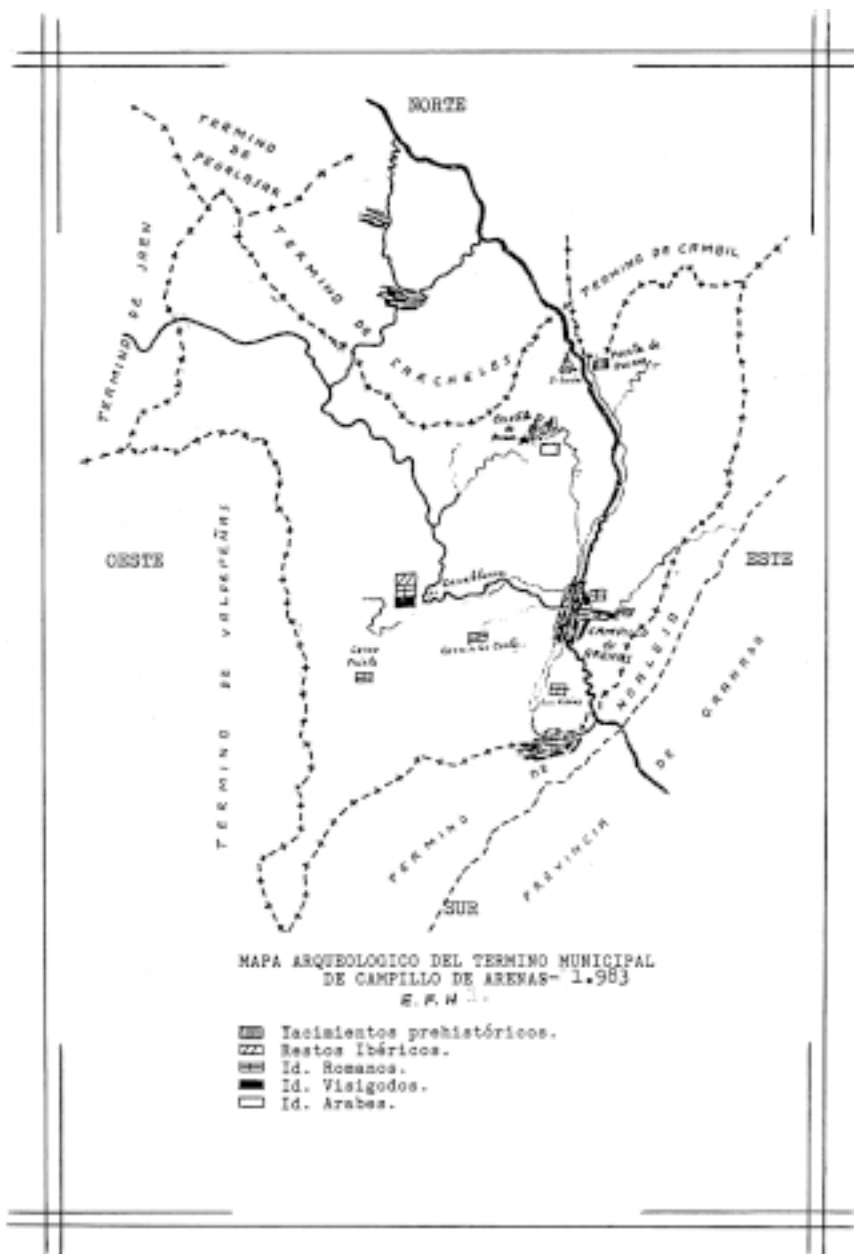 NORTE
TERMINO
DE
PEGALAJAR
TERMINO DE JAEN
TERMINO DE CARCHELES
TERMINO DE CAMBIL
OESTE
ESTE
TERMINO DE VALDEPEÑAS
CAMPILLO
de
ARENAS
TERMINO DE NOALEJO
PROVINCIA DE GRANADA
SUR
MAPA ARQUEOLOGICO DEL TERMINO MUNICIPAL
DE CAMPILLO DE ARENAS- 1.983
E.F.H
Yacimientos prehistóricos.
Restos Ibéricos.
Id. Romanos.
Id. Visigodos.
Id. Arabes.